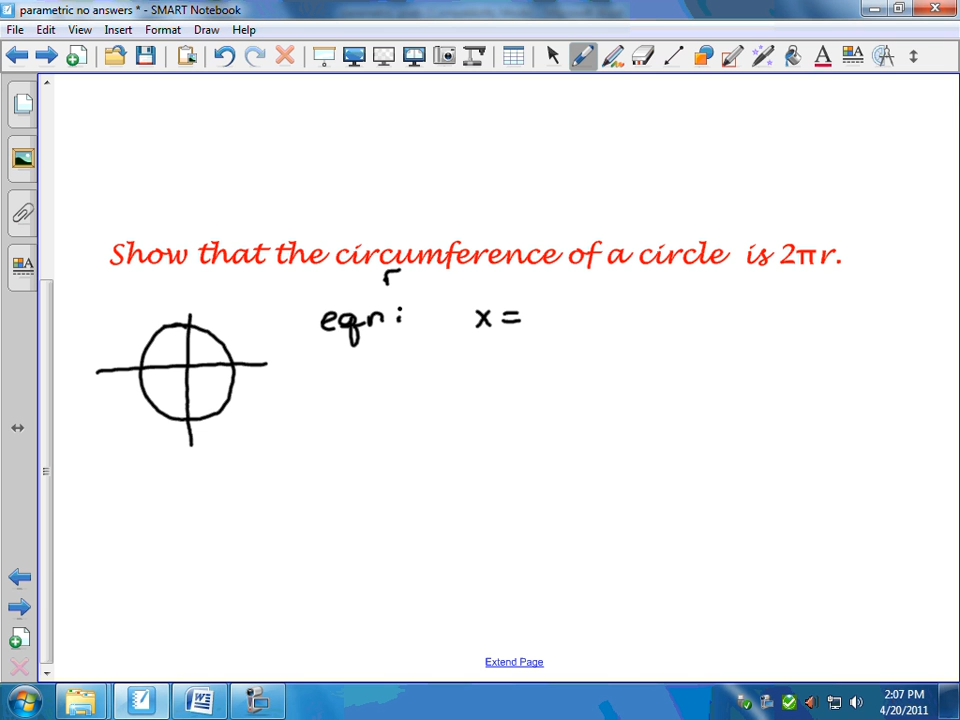 parametric no answers * - SMART Notebook
File Edit View Insert Format Draw Help
Show that the circumference of a circle is 2πr.
r
eqn : x =
Extend Page
2:07 PM
4/20/2011